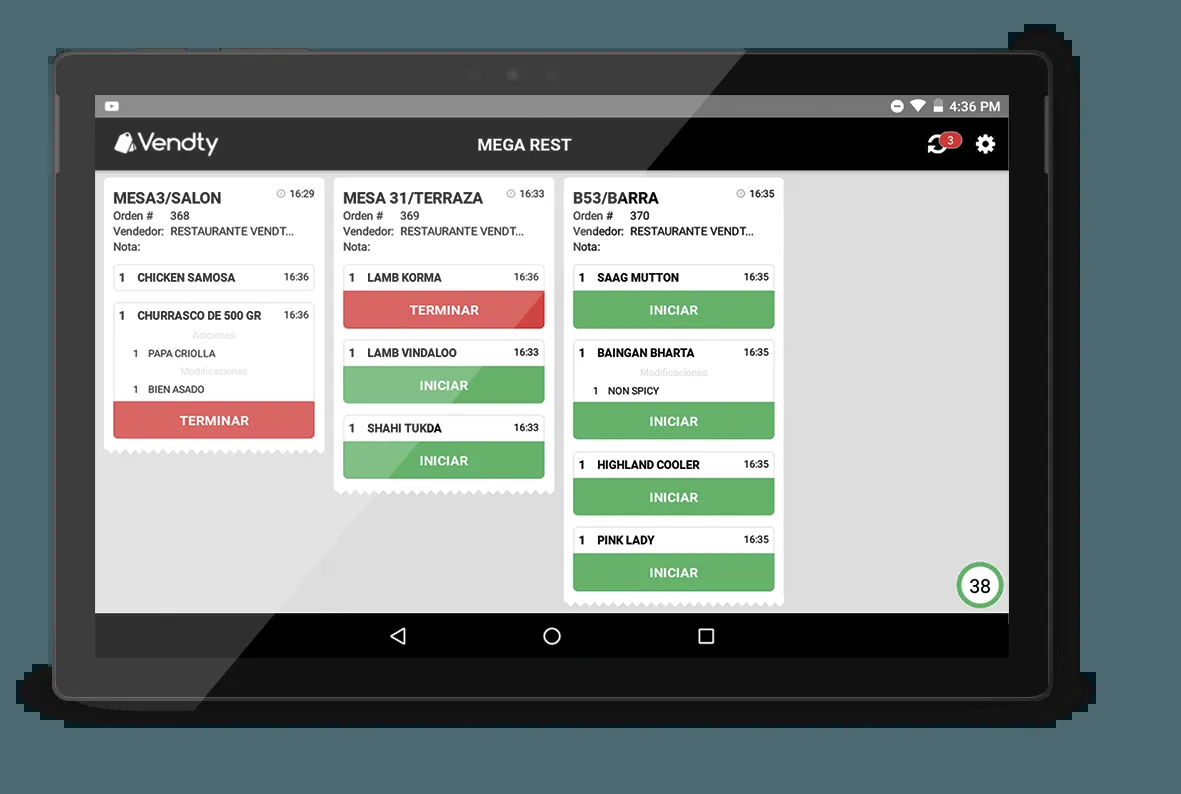 4:36 PM
Vendty
MEGA REST
3
MESA3/SALON 16:29
Orden # 368
Vendedor: RESTAURANTE VENDT...
Nota:
1 CHICKEN SAMOSA 16:36
1 CHURRASCO DE 500 GR 16:36
Adiciones
1 PAPA CRIOLLA
Modificaciones
1 BIEN ASADO
TERMINAR
MESA 31/TERRAZA 16:33
Orden # 369
Vendedor: RESTAURANTE VENDT...
Nota:
1 LAMB KORMA 16:36
TERMINAR
1 LAMB VINDALOO 16:33
INICIAR
1 SHAHI TUKDA 16:33
INICIAR
B53/BARRA 16:35
Orden # 370
Vendedor: RESTAURANTE VENDT...
Nota:
1 SAAG MUTTON 16:35
INICIAR
1 BAINGAN BHARTA 16:35
Modificaciones
1 NON SPICY
INICIAR
1 HIGHLAND COOLER 16:35
INICIAR
1 PINK LADY 16:35
INICIAR
38